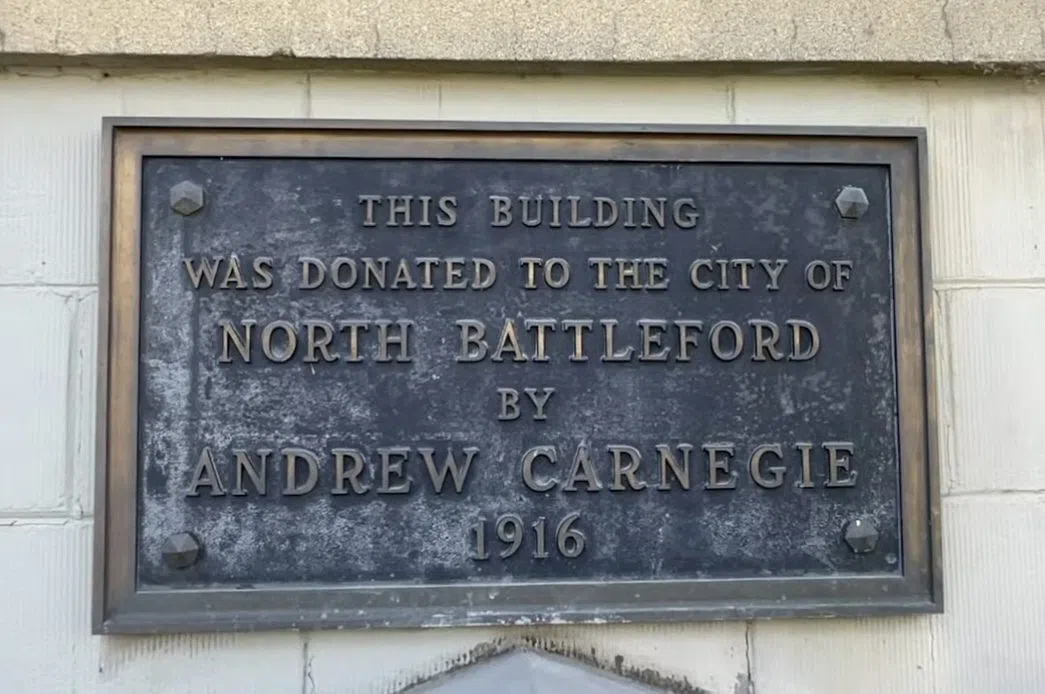 THIS BUILDING
WAS DONATED TO THE CITY OF
NORTH BATTLEFORD
BY
ANDREW CARNEGIE
1916